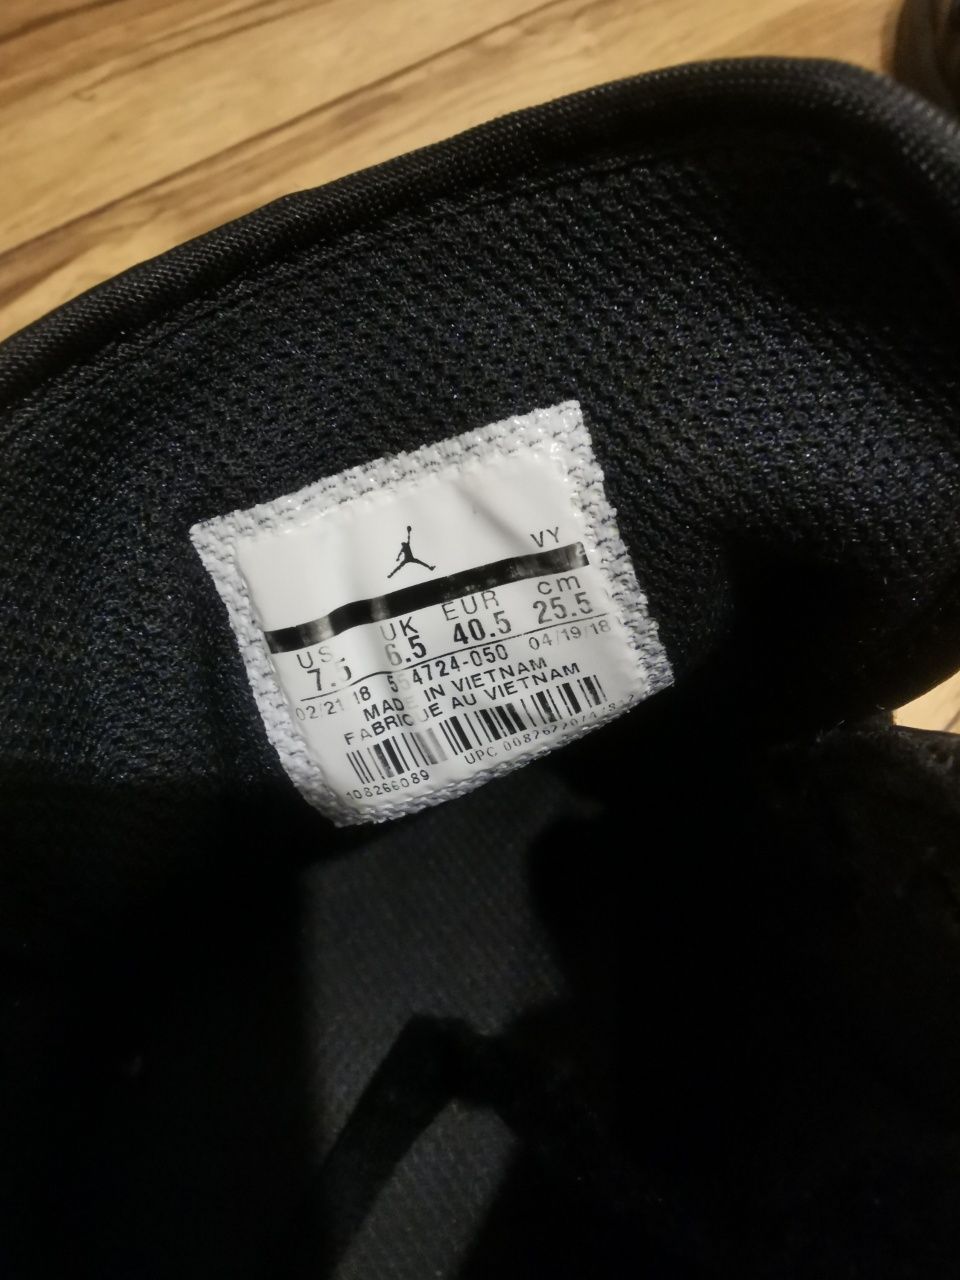 VY
US UK EUR cm
7.5 6.5 40.5 25.5
02/21 18 554724-050 04/19/18
MADE IN VIETNAM
FABRIQUE AU VIETNAM
108266089 UPC